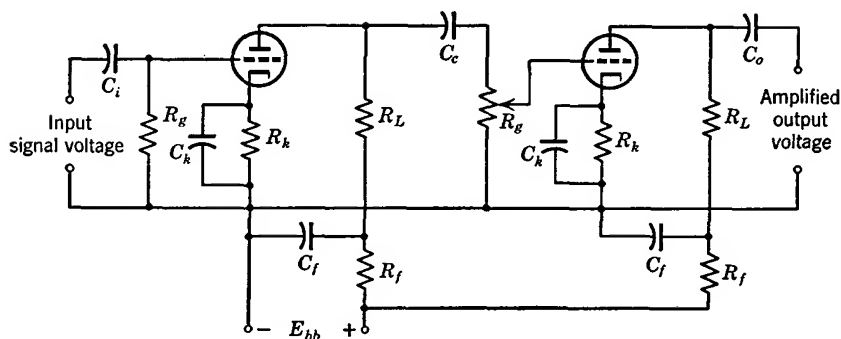 C_c
C_o
C_i
Input
signal voltage
R_g
C_k
R_k
R_L
R_g
C_k
R_k
R_L
Amplified
output
voltage
C_f
R_f
C_f
R_f
− E_bb +